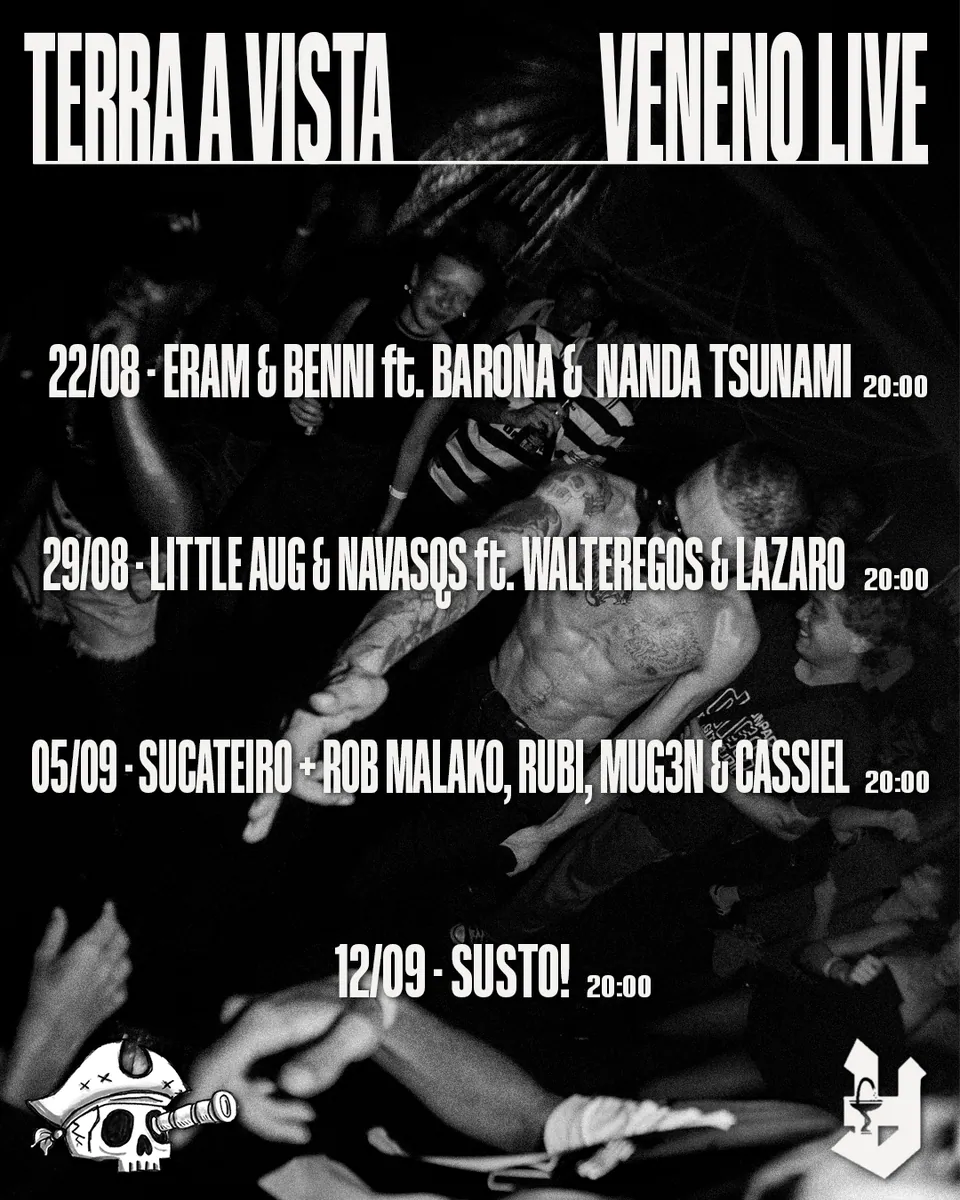 TERRA A VISTA VENENO LIVE
22/08 - ERAM & BENNI ft. BARONA & NANDA TSUNAMI 20:00
29/08 - LITTLE AUG & NAVASQS ft. WALTEREGOS & LAZARO 20:00
05/09 - SUCATEIRO + ROB MALAKO, RUBI, MUG3N & CASSIEL 20:00
12/09 - SUSTO! 20:00